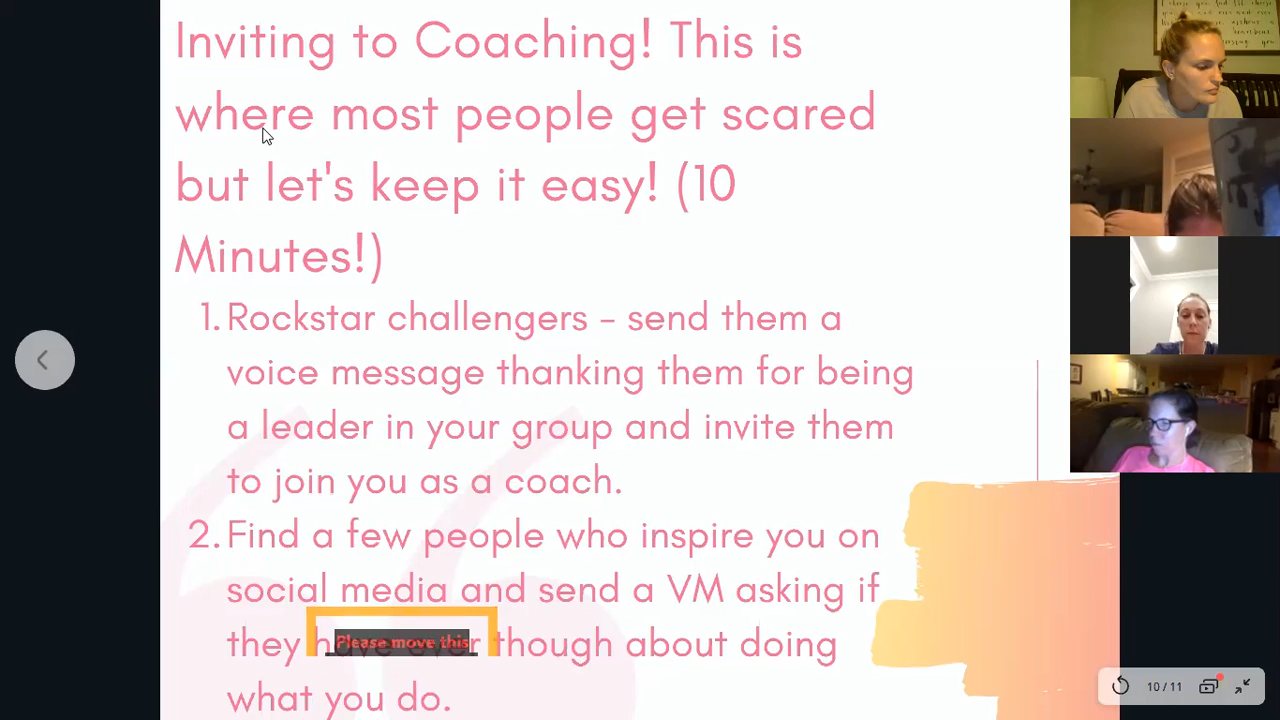 Inviting to Coaching! This is
where most people get scared
but let's keep it easy! (10
Minutes!)
1. Rockstar challengers - send them a
voice message thanking them for being
a leader in your group and invite them
to join you as a coach.
2. Find a few people who inspire you on
social media and send a VM asking if
they have ever though about doing
Please move this
what you do.
10/11